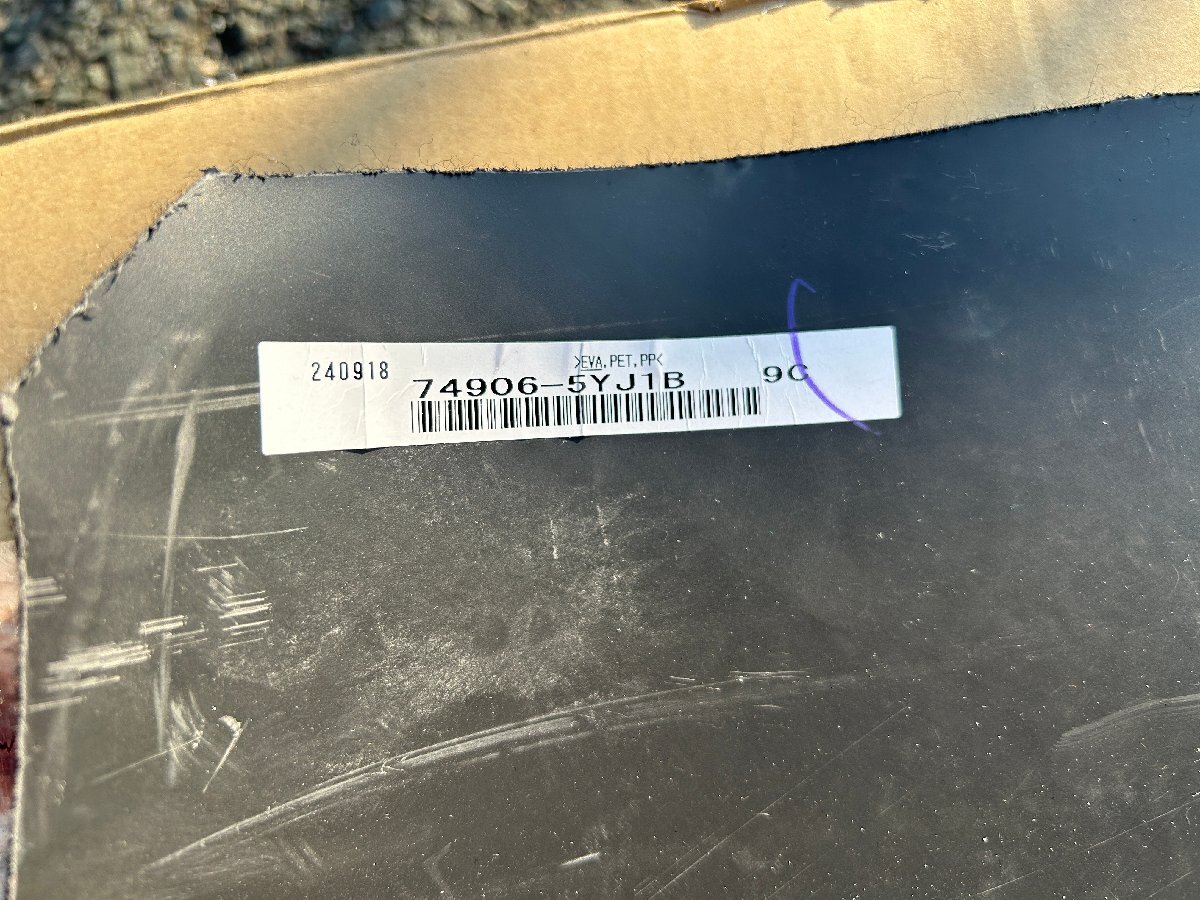 240918
>EVA, PET, PP<
74906-5YJ1B 9C